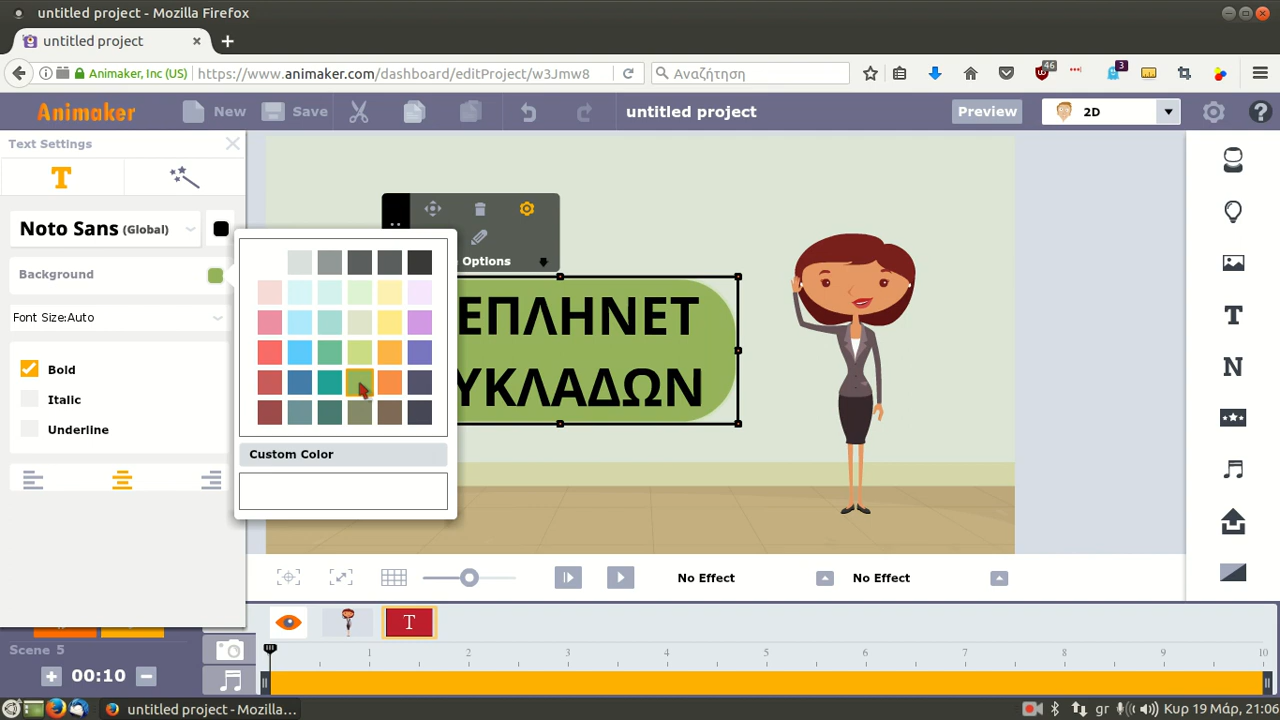 untitled project - Mozilla Firefox
untitled project
Animaker, Inc (US)
https://www.animaker.com/dashboard/editProject/w3Jmw8
Αναζήτηση
46
3
Animaker
New
Save
untitled project
Preview
2D
Text Settings
Noto Sans (Global)
Background
Font Size:Auto
Bold
Italic
Underline
Custom Color
Options
ΕΠΛΗΝΕΤ
ΥΚΛΑΔΩΝ
No Effect
No Effect
T
1 2 3 4 5 6 7 8 9 10
Scene 5
00:10
untitled project - Mozilla...
gr
Κυρ 19 Μάρ, 21:06